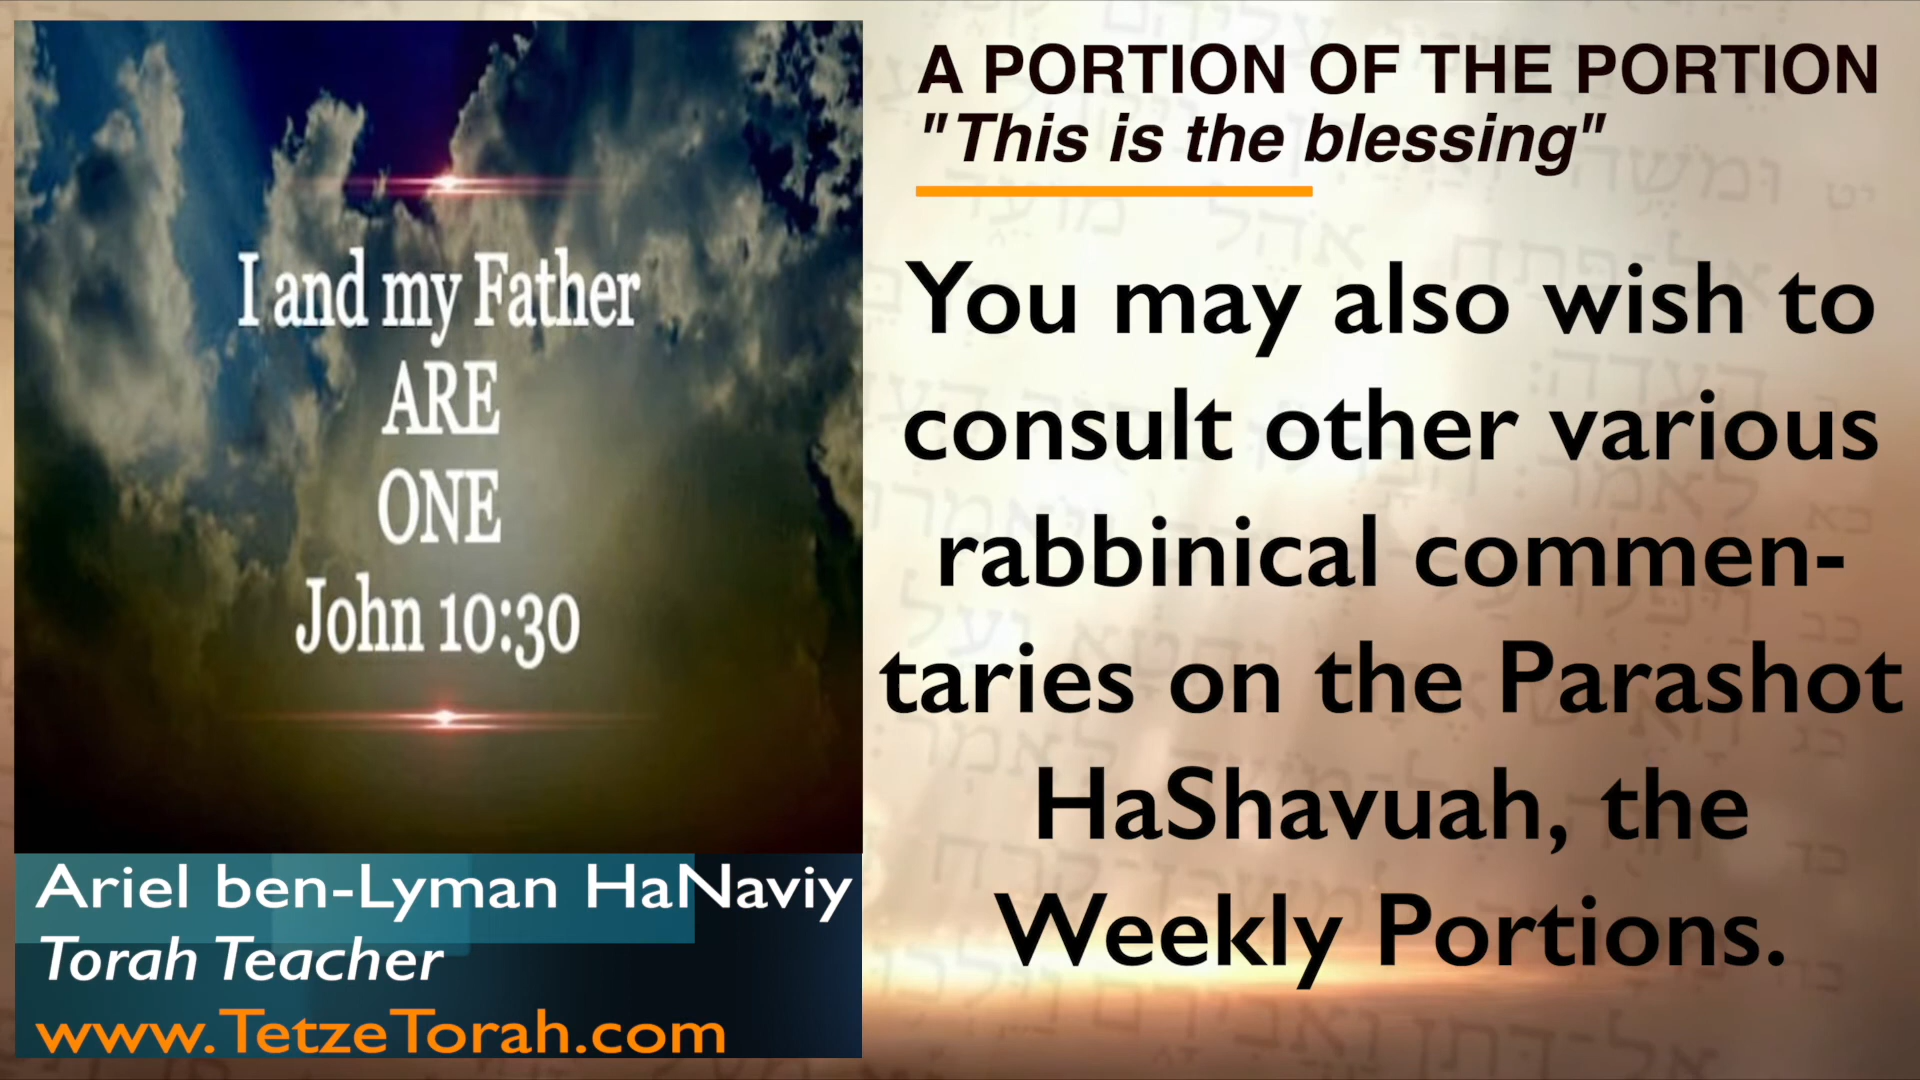 I and my Father
ARE
ONE
John 10:30
Ariel ben-Lyman HaNaviy
Torah Teacher
www.TetzeTorah.com
A PORTION OF THE PORTION
"This is the blessing"
You may also wish to
consult other various
rabbinical commen-
taries on the Parashot
HaShavuah, the
Weekly Portions.